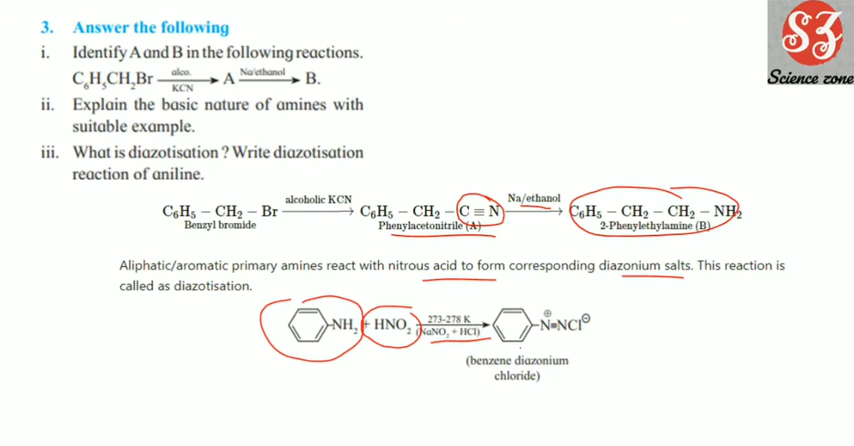 3. Answer the following
i. Identify A and B in the following reactions.
C₆H₅CH₂Br —alco. KCN→ A —Na/ethanol→ B.
ii. Explain the basic nature of amines with
suitable example.
iii. What is diazotisation ? Write diazotisation
reaction of aniline.
SZ
Science zone
C₆H₅ – CH₂ – Br —alcoholic KCN→ C₆H₅ – CH₂ – C ≡ N —Na/ethanol→ C₆H₅ – CH₂ – CH₂ – NH₂
Benzyl bromide Phenylacetonitrile (A) 2-Phenylethylamine (B)
Aliphatic/aromatic primary amines react with nitrous acid to form corresponding diazonium salts. This reaction is
called as diazotisation.
NH₂ + HNO₂ —273-278 K (NaNO₂ + HCl)→ N≡NCl ⊕ ⊖
(benzene diazonium
chloride)